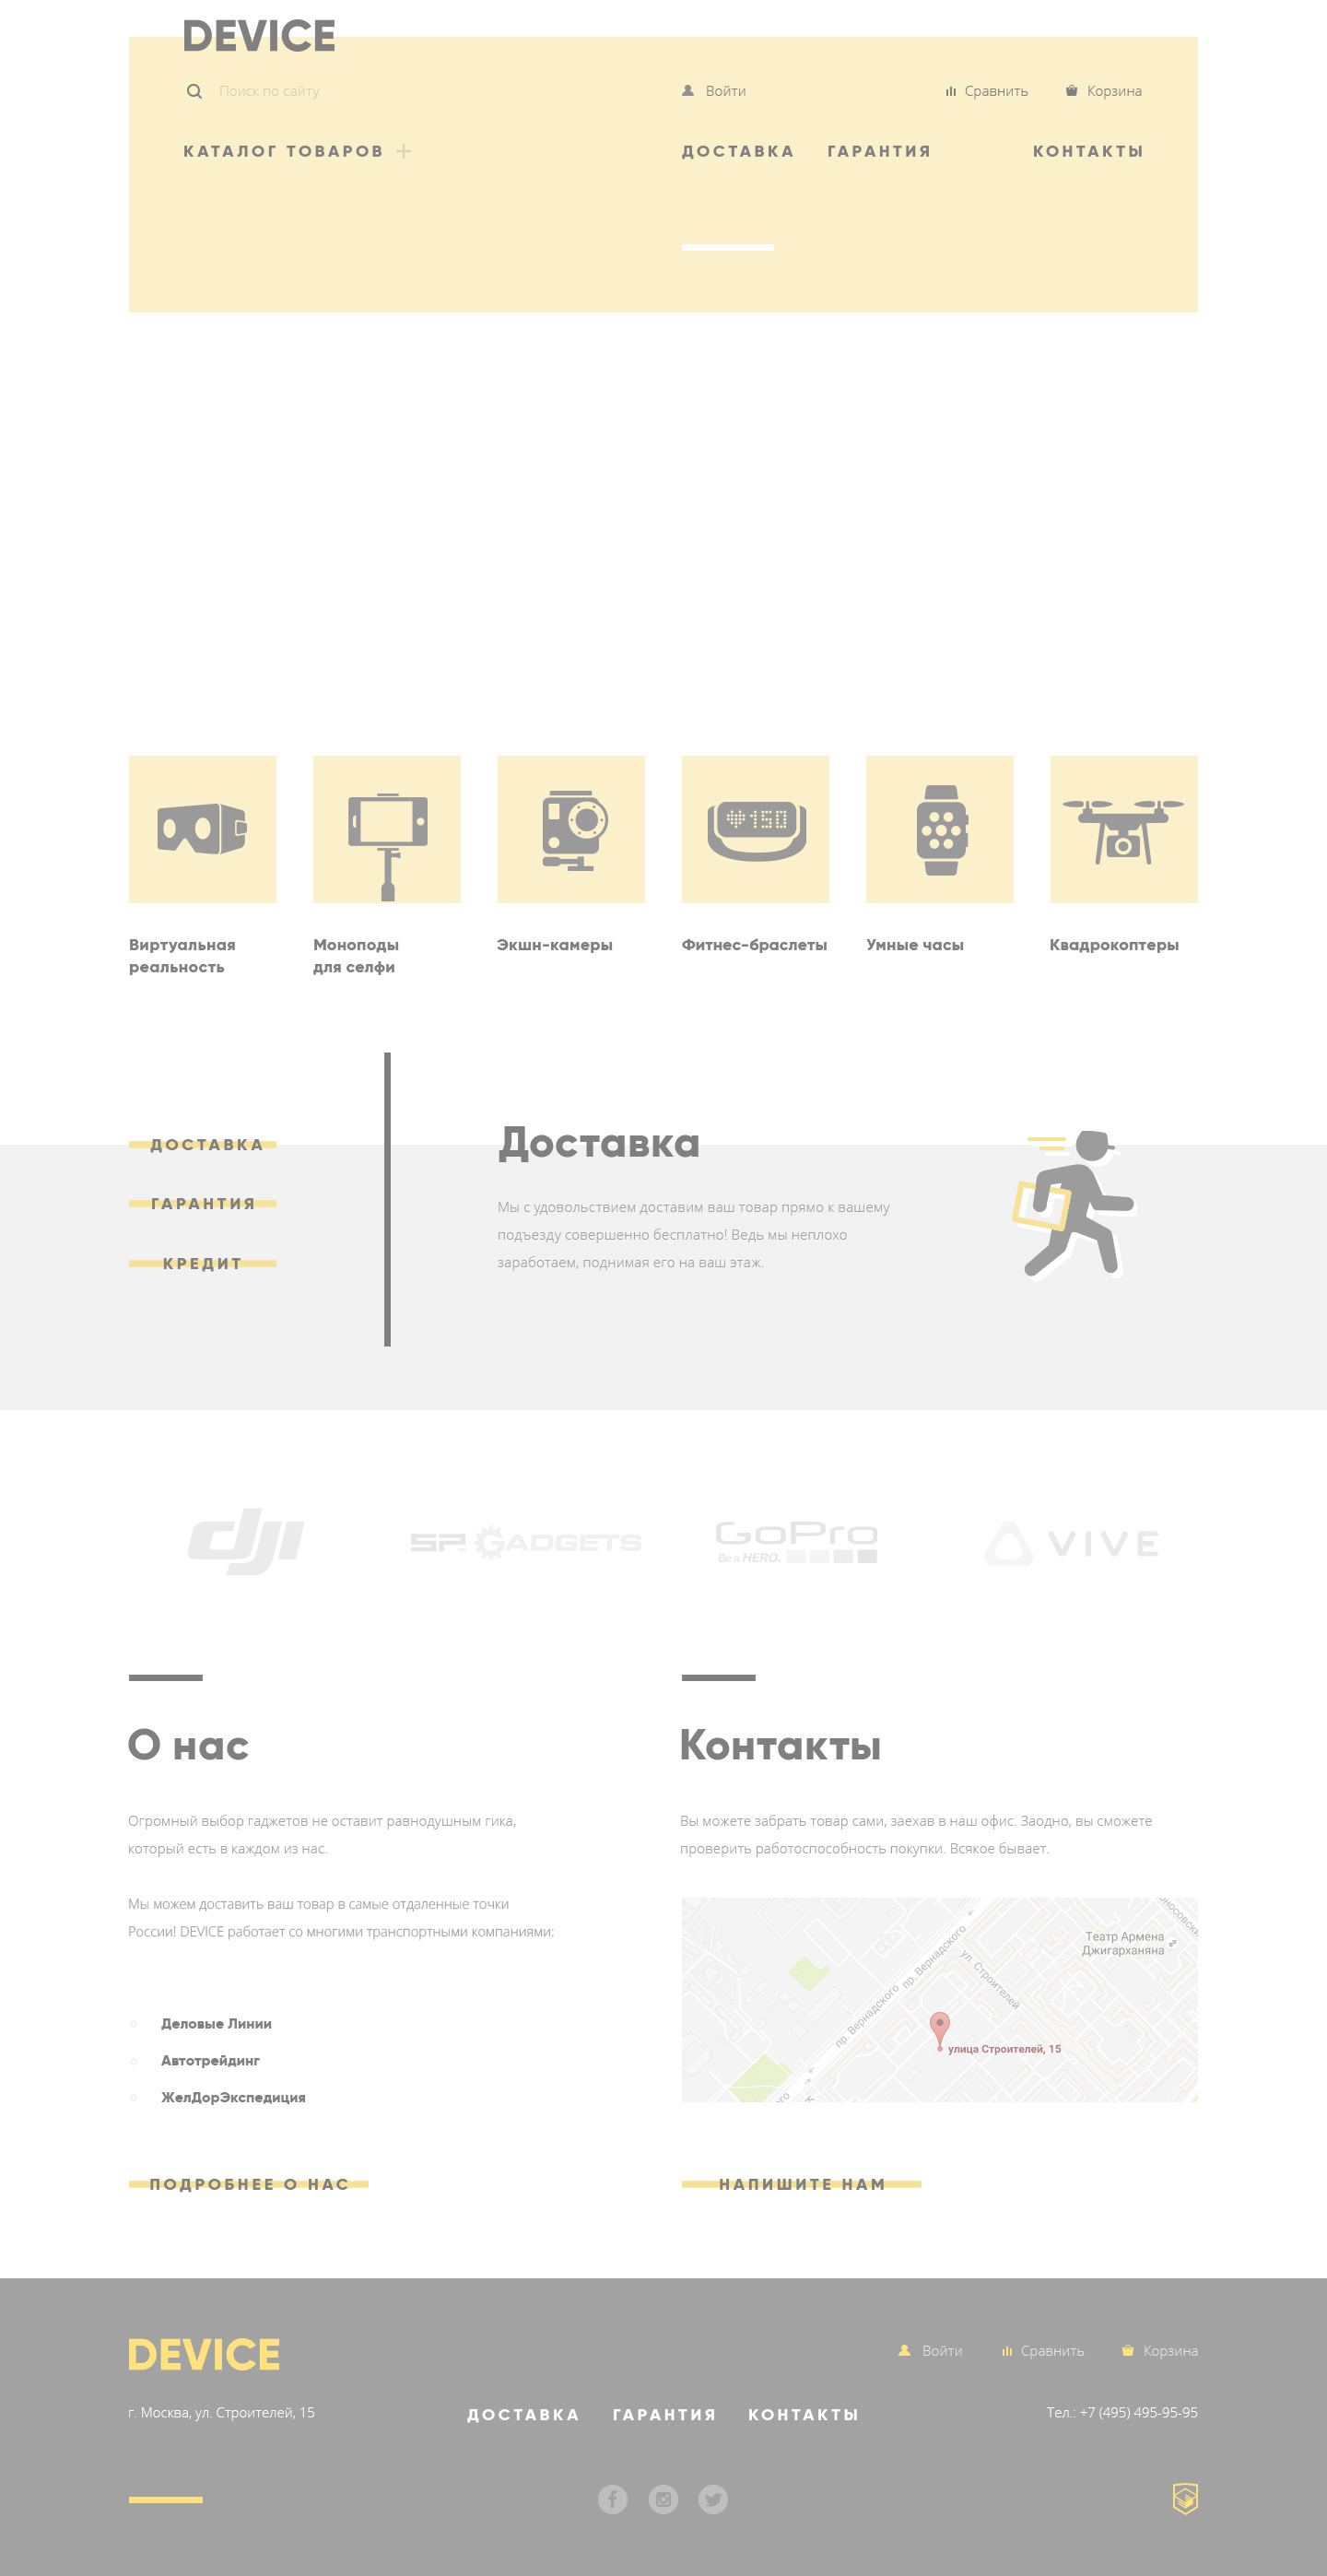 DEVICE
Поиск по сайту
Войти
Сравнить
Корзина
КАТАЛОГ ТОВАРОВ
ДОСТАВКА
ГАРАНТИЯ
КОНТАКТЫ
150
Виртуальная
реальность
Моноподы
для селфи
Экшн-камеры
Фитнес-браслеты
Умные часы
Квадрокоптеры
ДОСТАВКА
ГАРАНТИЯ
КРЕДИТ
Доставка
Мы с удовольствием доставим ваш товар прямо к вашему
подъезду совершенно бесплатно! Ведь мы неплохо
заработаем, поднимая его на ваш этаж.
dji
SP GADGETS
GoPro
Be a HERO.
VIVE
О нас
Огромный выбор гаджетов не оставит равнодушным гика,
который есть в каждом из нас.
Мы можем доставить ваш товар в самые отдаленные точки
России! DEVICE работает со многими транспортными компаниями:
Деловые Линии
Автотрейдинг
ЖелДорЭкспедиция
ПОДРОБНЕЕ О НАС
Контакты
Вы можете забрать товар сами, заехав в наш офис. Заодно, вы сможете
проверить работоспособность покупки. Всякое бывает.
Театр Армена
Джигарханяна
пр. Вернадского
ул. Строителей
пр. Вернадского
улица Строителей, 15
НАПИШИТЕ НАМ
DEVICE
Войти
Сравнить
Корзина
г. Москва, ул. Строителей, 15
ДОСТАВКА
ГАРАНТИЯ
КОНТАКТЫ
Тел.: +7 (495) 495-95-95